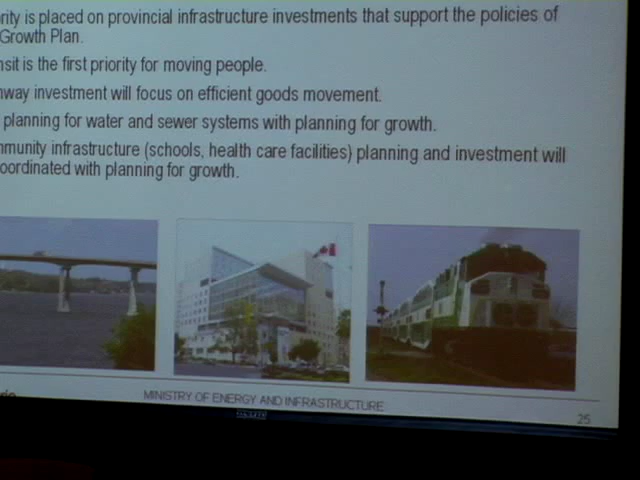 rity is placed on provincial infrastructure investments that support the policies of
Growth Plan.
nsit is the first priority for moving people.
hway investment will focus on efficient goods movement.
planning for water and sewer systems with planning for growth.
mmunity infrastructure (schools, health care facilities) planning and investment will
oordinated with planning for growth.
MINISTRY OF ENERGY AND INFRASTRUCTURE
25